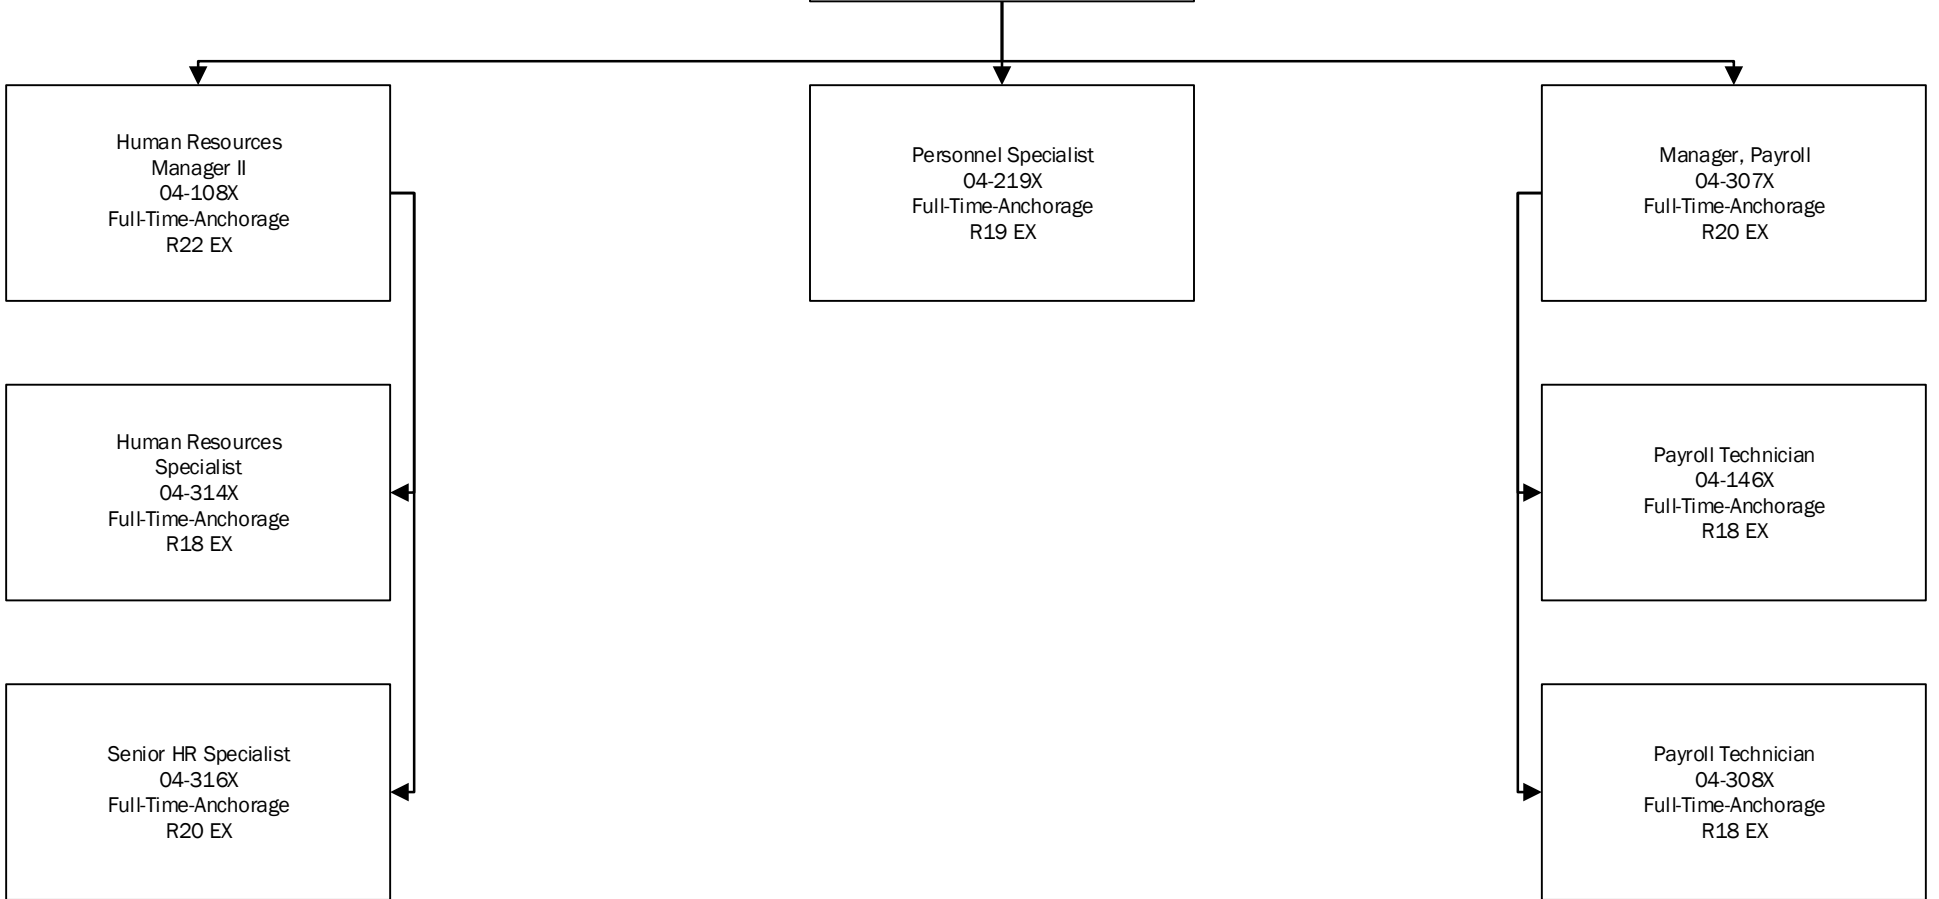 Human Resources
Manager II
04-108X
Full-Time-Anchorage
R22 EX
Personnel Specialist
04-219X
Full-Time-Anchorage
R19 EX
Manager, Payroll
04-307X
Full-Time-Anchorage
R20 EX
Human Resources
Specialist
04-314X
Full-Time-Anchorage
R18 EX
Payroll Technician
04-146X
Full-Time-Anchorage
R18 EX
Senior HR Specialist
04-316X
Full-Time-Anchorage
R20 EX
Payroll Technician
04-308X
Full-Time-Anchorage
R18 EX